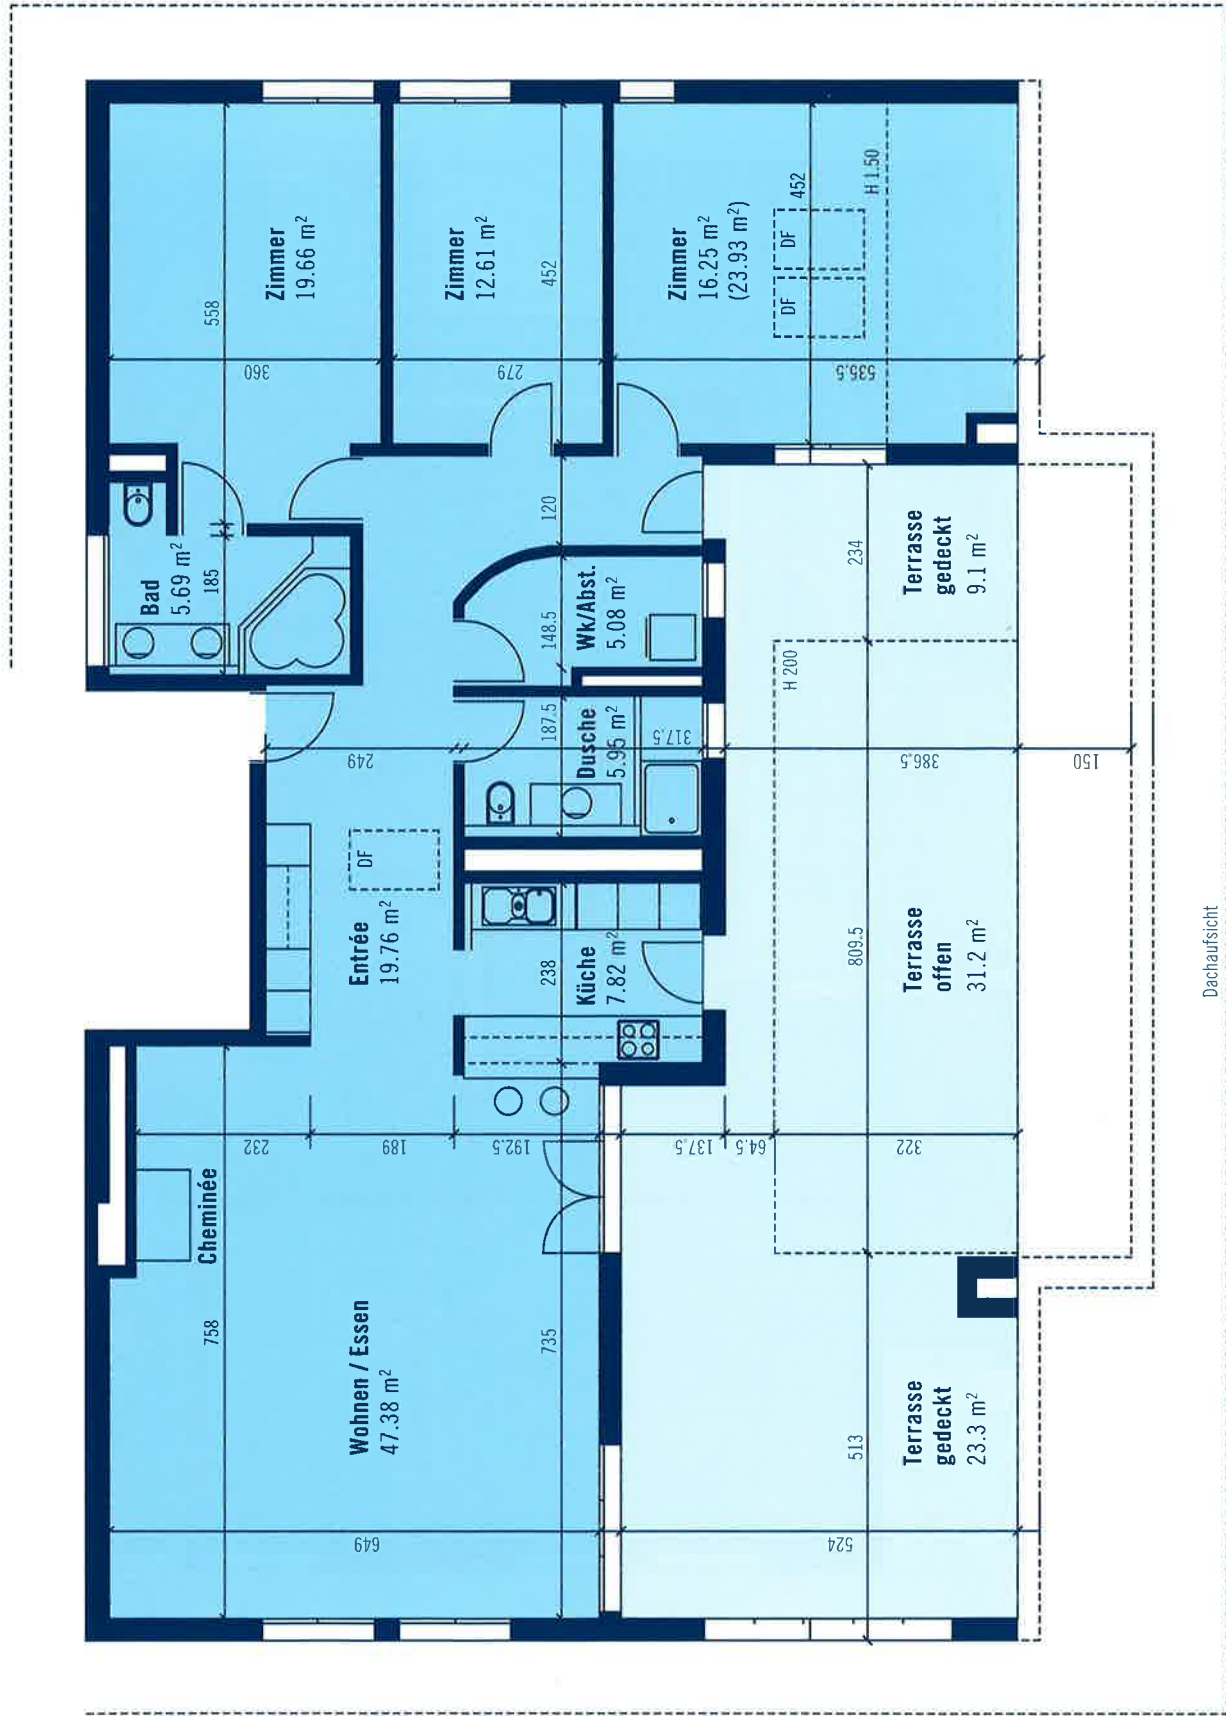 Zimmer
19.66 m²
558
360
Zimmer
12.61 m²
452
279
Zimmer
16.25 m²
(23.93 m²)
DF
DF
452
H 1.50
535.5
Bad
5.69 m²
185
120
Wk/Abst.
5.08 m²
148.5
Dusche
5.95 m²
187.5
317.5
249
Entrée
19.76 m²
DF
Küche
7.82 m²
238
Cheminée
232
189
192.5
137.5
64.5
322
Wohnen / Essen
47.38 m²
758
735
649
Terrasse
gedeckt
9.1 m²
234
H 200
386.5
150
Terrasse
offen
31.2 m²
809.5
Terrasse
gedeckt
23.3 m²
513
524
Dachaufsicht